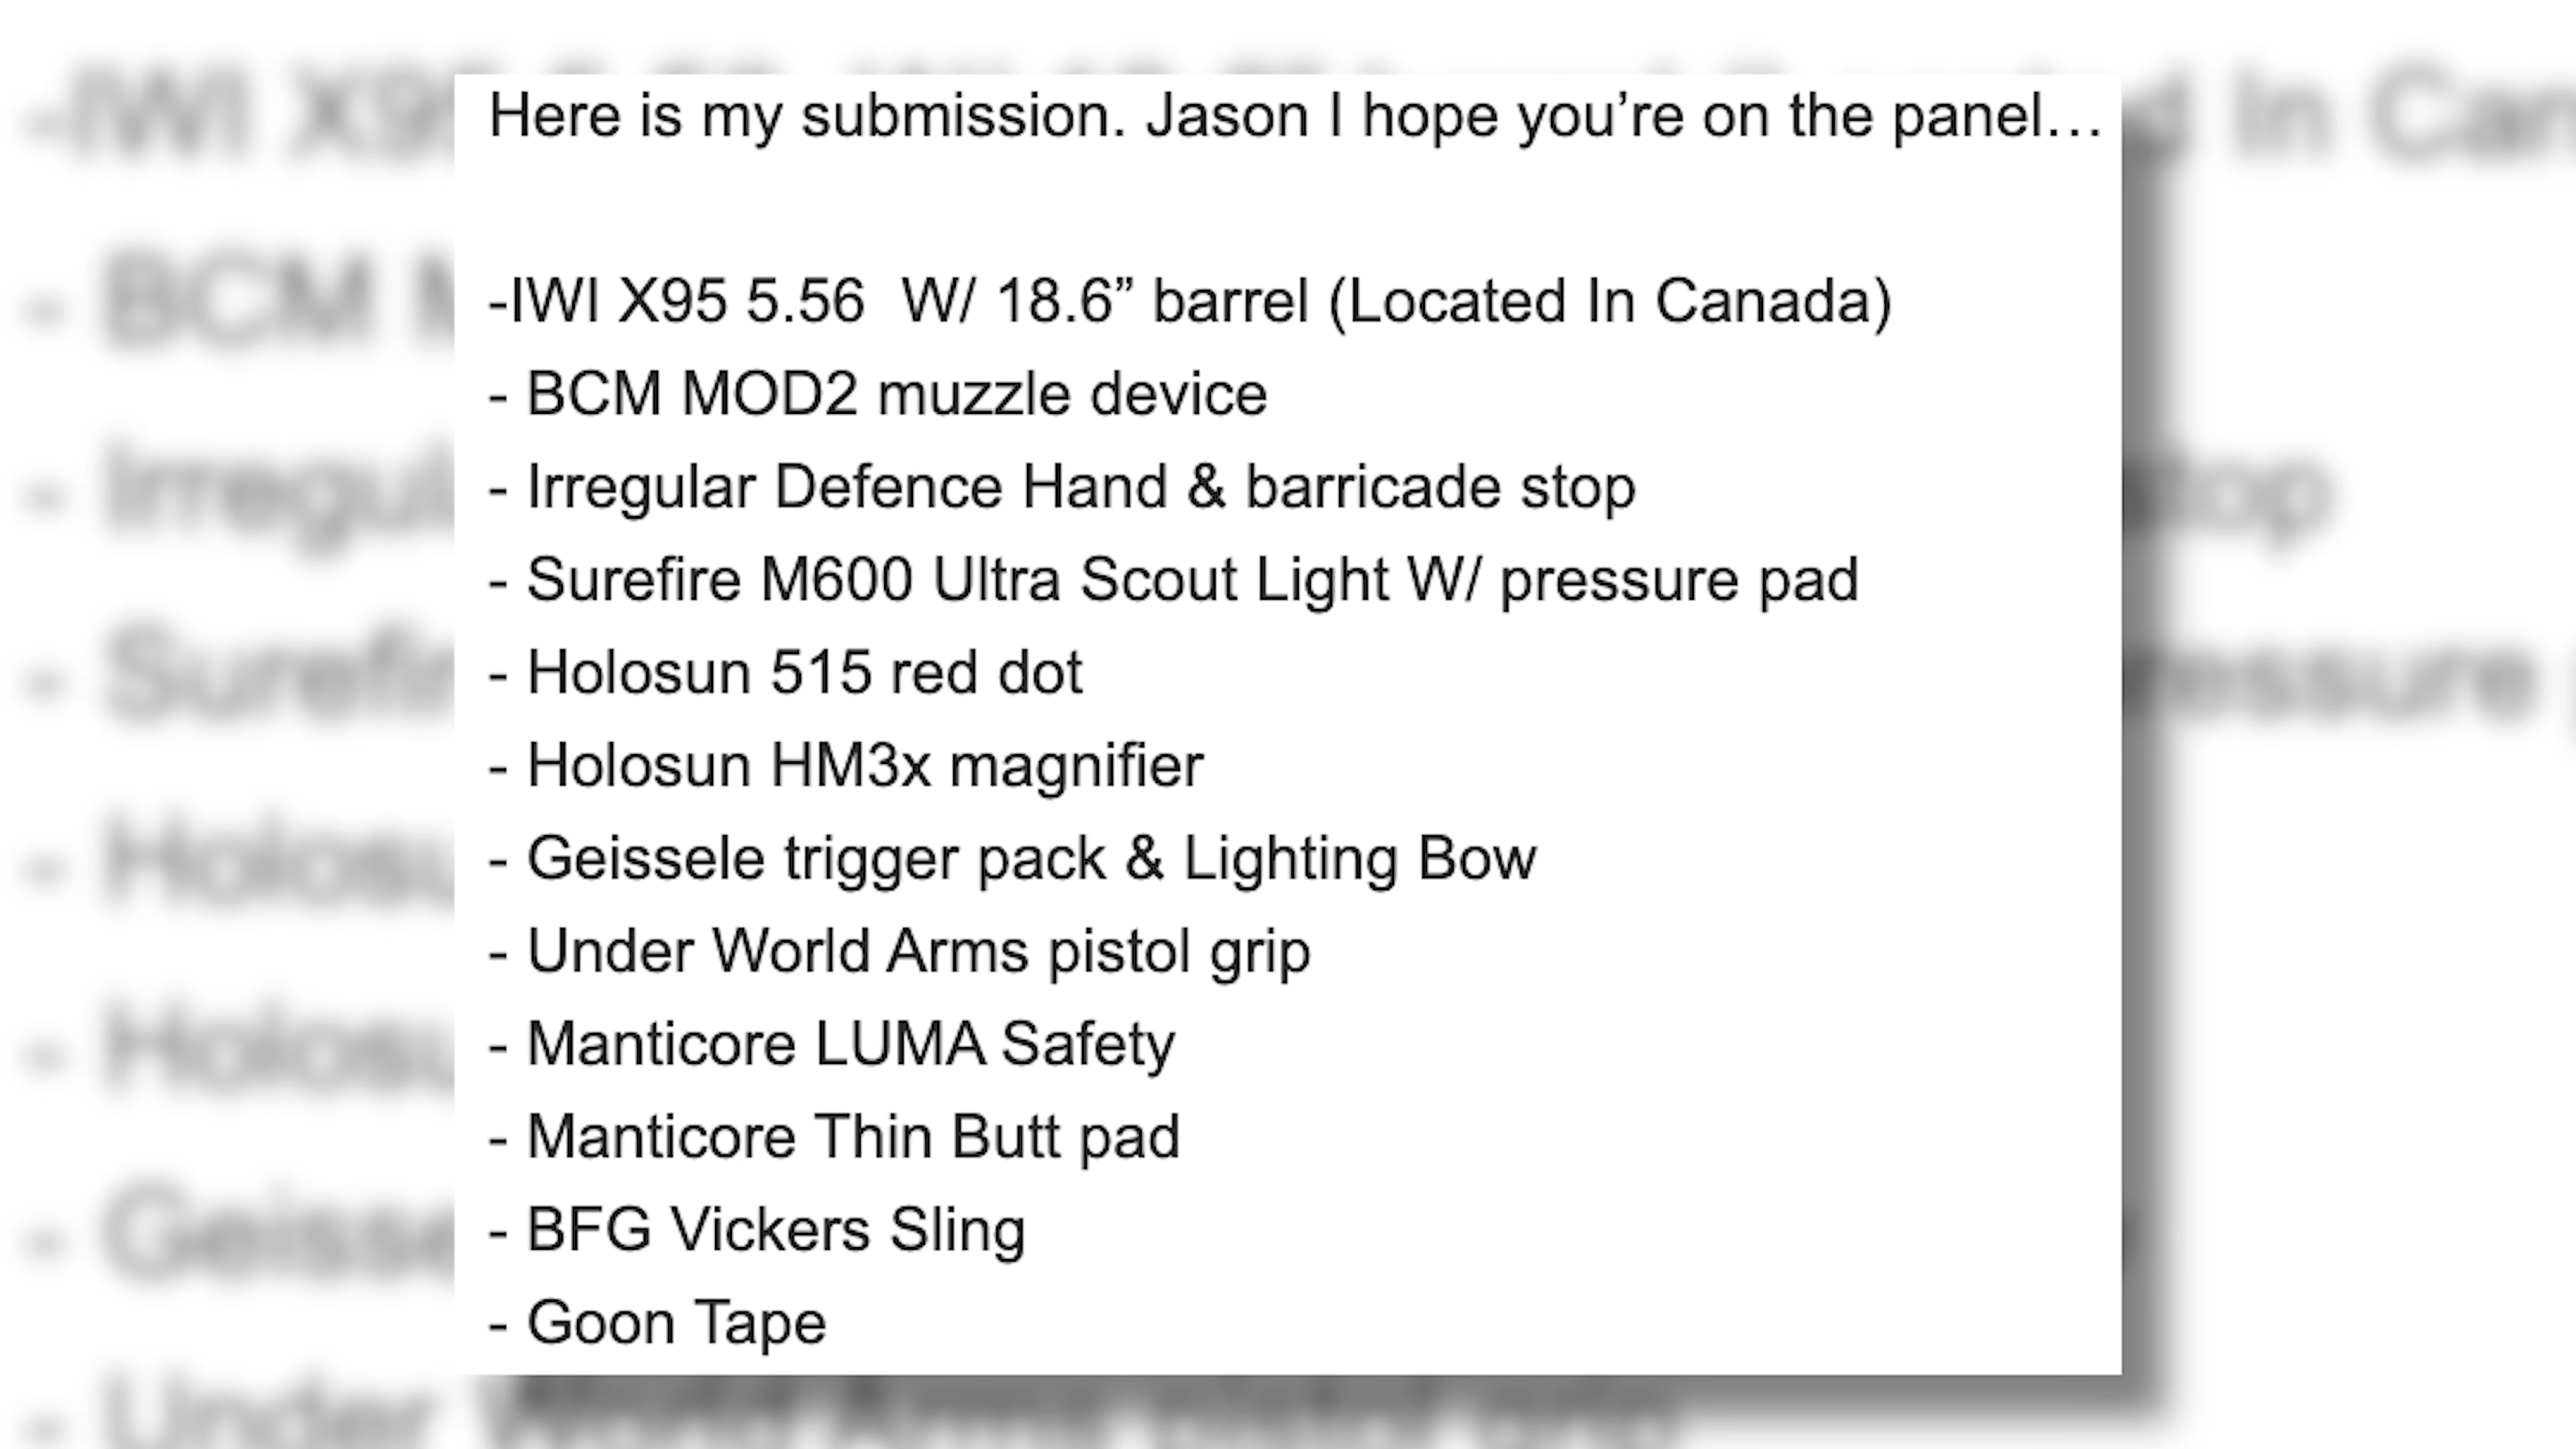 Here is my submission. Jason I hope you’re on the panel…
-IWI X95 5.56  W/ 18.6” barrel (Located In Canada)
- BCM MOD2 muzzle device
- Irregular Defence Hand & barricade stop
- Surefire M600 Ultra Scout Light W/ pressure pad
- Holosun 515 red dot
- Holosun HM3x magnifier
- Geissele trigger pack & Lighting Bow
- Under World Arms pistol grip
- Manticore LUMA Safety
- Manticore Thin Butt pad
- BFG Vickers Sling
- Goon Tape